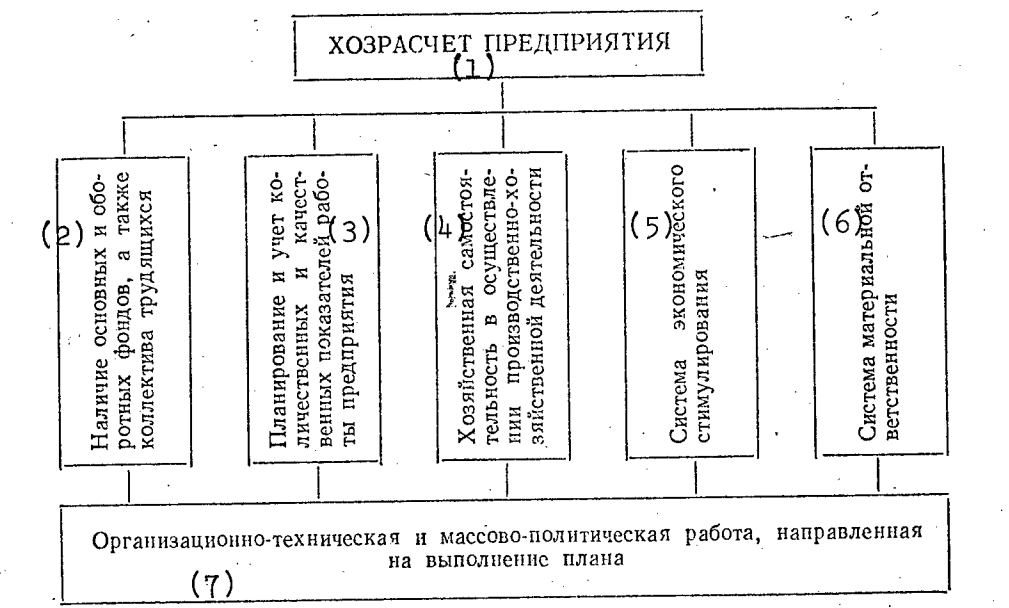 ХОЗРАСЧЕТ ПРЕДПРИЯТИЯ
(1)
(2)
Наличие основных и обо-
ротных фондов, а также
коллектива трудящихся
(3)
Планирование и учет ко-
личественных и качест-
венных показателей рабо-
ты предприятия
(4)
Хозяйственная самостоя-
тельность в осуществле-
нии производственно-хо-
зяйственной деятельности
(5)
Система экономического
стимулирования
(6)
Система материальной от-
ветственности
Организационно-техническая и массово-политическая работа, направленная
на выполнение плана
(7)